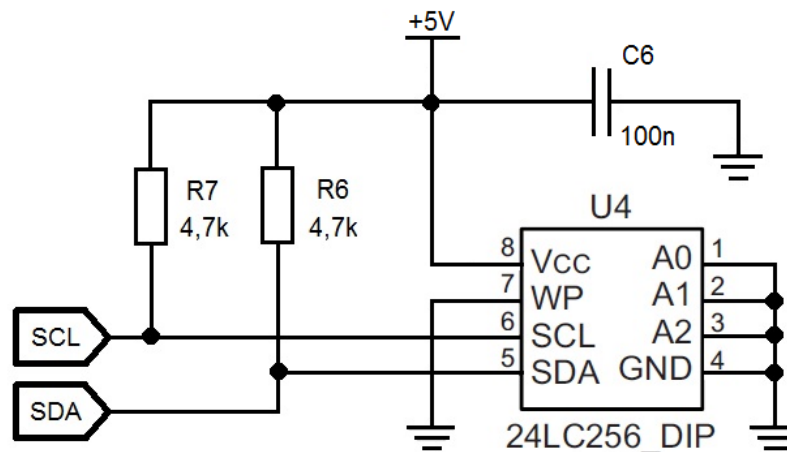 +5V
C6
100n
R7
4,7k
R6
4,7k
U4
8 VCC A0 1
7 WP A1 2
6 SCL A2 3
5 SDA GND 4
SCL
SDA
24LC256_DIP